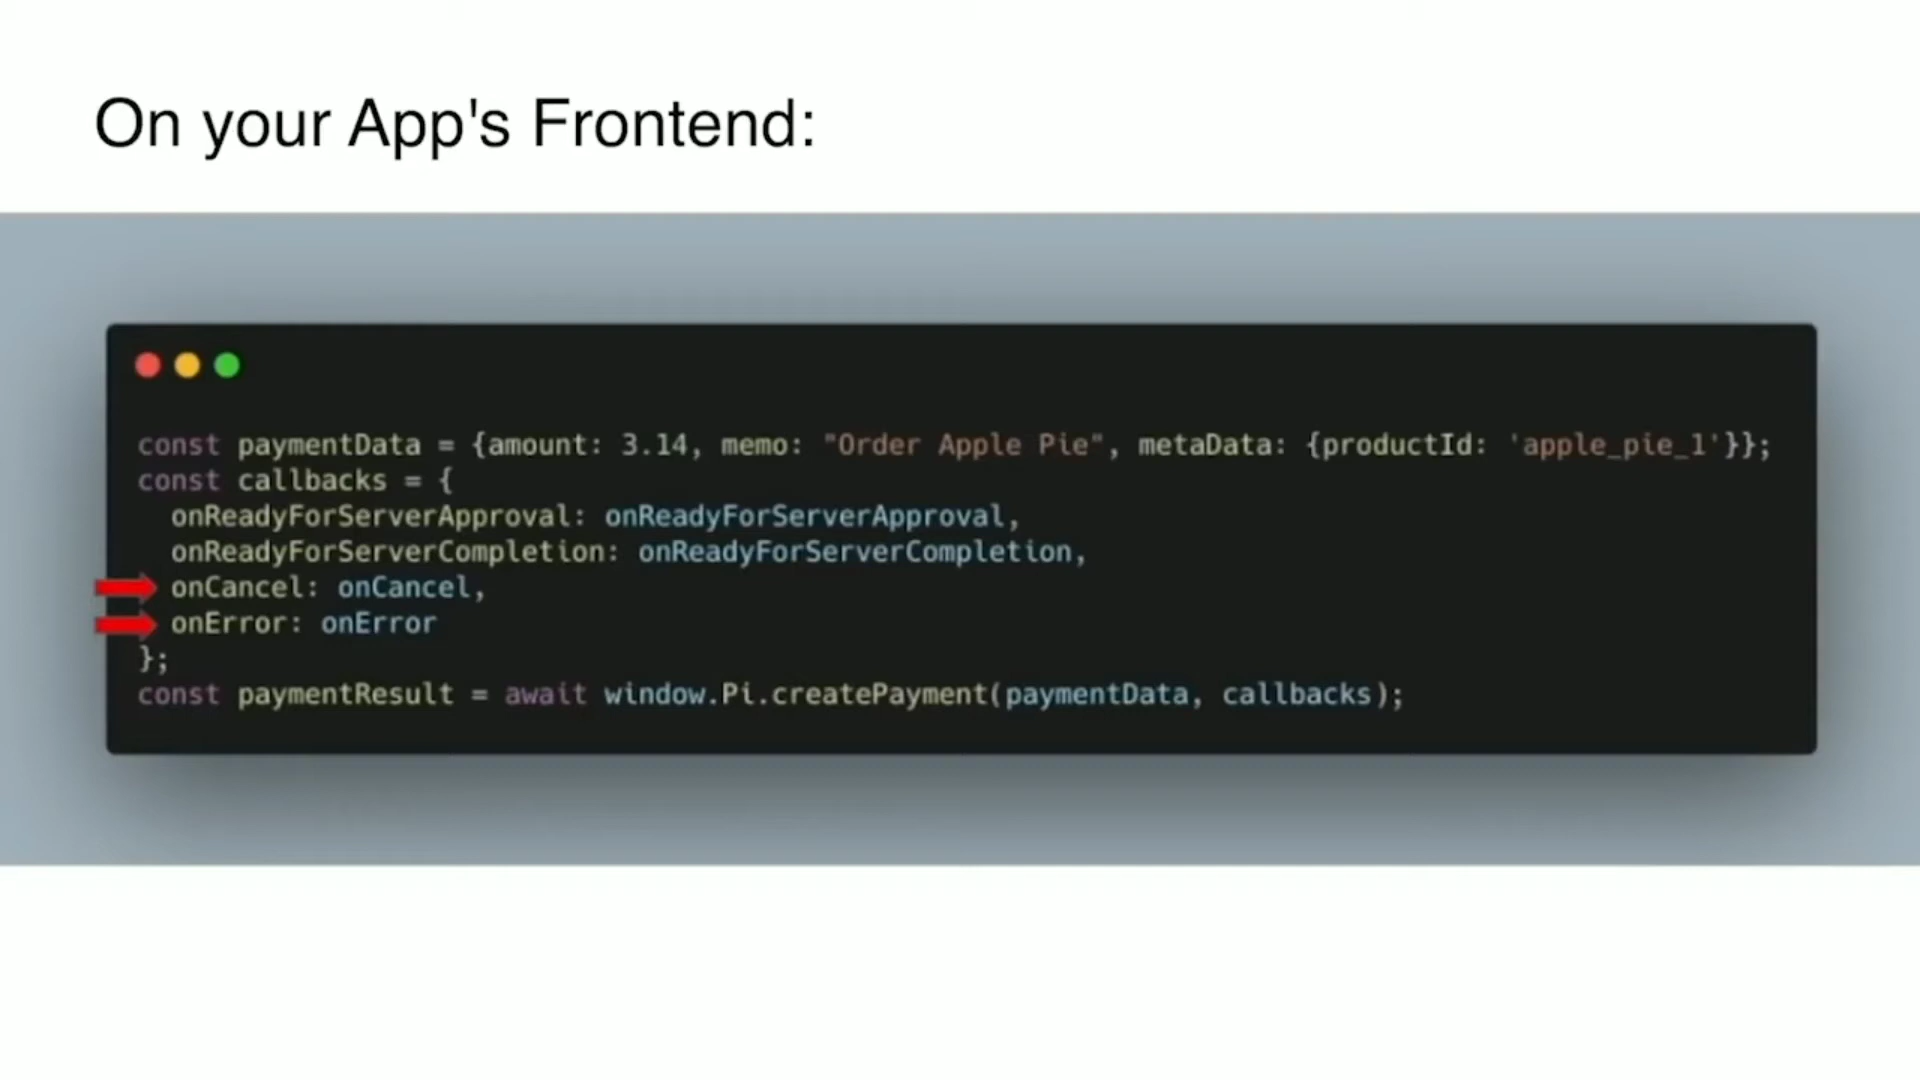 On your App's Frontend:
const paymentData = {amount: 3.14, memo: "Order Apple Pie", metaData: {productId: 'apple_pie_1'}};
const callbacks = {
onReadyForServerApproval: onReadyForServerApproval,
onReadyForServerCompletion: onReadyForServerCompletion,
onCancel: onCancel,
onError: onError
};
const paymentResult = await window.Pi.createPayment(paymentData, callbacks);